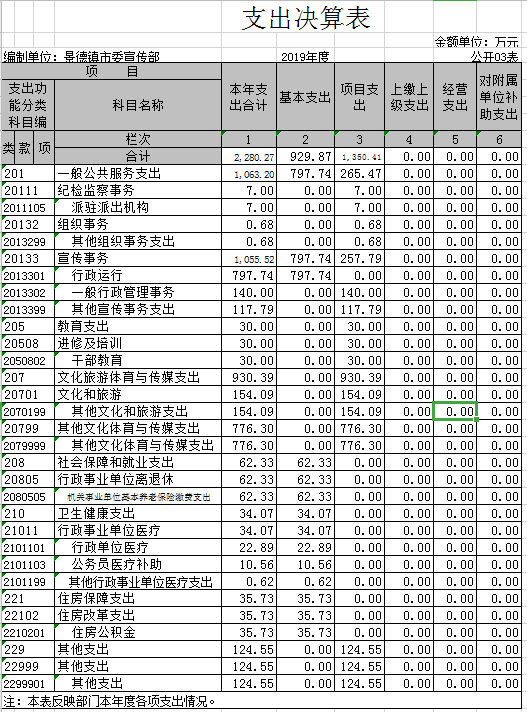 支出决算表
金额单位：万元
编制单位：景德镇市委宣传部 2019年度 公开03表
项 目 本年支出合计 基本支出 项目支出 上缴上级支出 经营支出 对附属单位补助支出
支出功能分类科目编 科目名称
类 款 项 栏次 1 2 3 4 5 6
合计 2,280.27 929.87 1,350.41 0.00 0.00 0.00
201 一般公共服务支出 1,063.20 797.74 265.47 0.00 0.00 0.00
20111 纪检监察事务 7.00 0.00 7.00 0.00 0.00 0.00
2011105 派驻派出机构 7.00 0.00 7.00 0.00 0.00 0.00
20132 组织事务 0.68 0.00 0.68 0.00 0.00 0.00
2013299 其他组织事务支出 0.68 0.00 0.68 0.00 0.00 0.00
20133 宣传事务 1,055.52 797.74 257.79 0.00 0.00 0.00
2013301 行政运行 797.74 797.74 0.00 0.00 0.00 0.00
2013302 一般行政管理事务 140.00 0.00 140.00 0.00 0.00 0.00
2013399 其他宣传事务支出 117.79 0.00 117.79 0.00 0.00 0.00
205 教育支出 30.00 0.00 30.00 0.00 0.00 0.00
20508 进修及培训 30.00 0.00 30.00 0.00 0.00 0.00
2050802 干部教育 30.00 0.00 30.00 0.00 0.00 0.00
207 文化旅游体育与传媒支出 930.39 0.00 930.39 0.00 0.00 0.00
20701 文化和旅游 154.09 0.00 154.09 0.00 0.00 0.00
2070199 其他文化和旅游支出 154.09 0.00 154.09 0.00 0.00 0.00
20799 其他文化体育与传媒支出 776.30 0.00 776.30 0.00 0.00 0.00
2079999 其他文化体育与传媒支出 776.30 0.00 776.30 0.00 0.00 0.00
208 社会保障和就业支出 62.33 62.33 0.00 0.00 0.00 0.00
20805 行政事业单位离退休 62.33 62.33 0.00 0.00 0.00 0.00
2080505 机关事业单位基本养老保险缴费支出 62.33 62.33 0.00 0.00 0.00 0.00
210 卫生健康支出 34.07 34.07 0.00 0.00 0.00 0.00
21011 行政事业单位医疗 34.07 34.07 0.00 0.00 0.00 0.00
2101101 行政单位医疗 22.89 22.89 0.00 0.00 0.00 0.00
2101103 公务员医疗补助 10.56 10.56 0.00 0.00 0.00 0.00
2101199 其他行政事业单位医疗支出 0.62 0.62 0.00 0.00 0.00 0.00
221 住房保障支出 35.73 35.73 0.00 0.00 0.00 0.00
22102 住房改革支出 35.73 35.73 0.00 0.00 0.00 0.00
2210201 住房公积金 35.73 35.73 0.00 0.00 0.00 0.00
229 其他支出 124.55 0.00 124.55 0.00 0.00 0.00
22999 其他支出 124.55 0.00 124.55 0.00 0.00 0.00
2299901 其他支出 124.55 0.00 124.55 0.00 0.00 0.00
注：本表反映部门本年度各项支出情况。